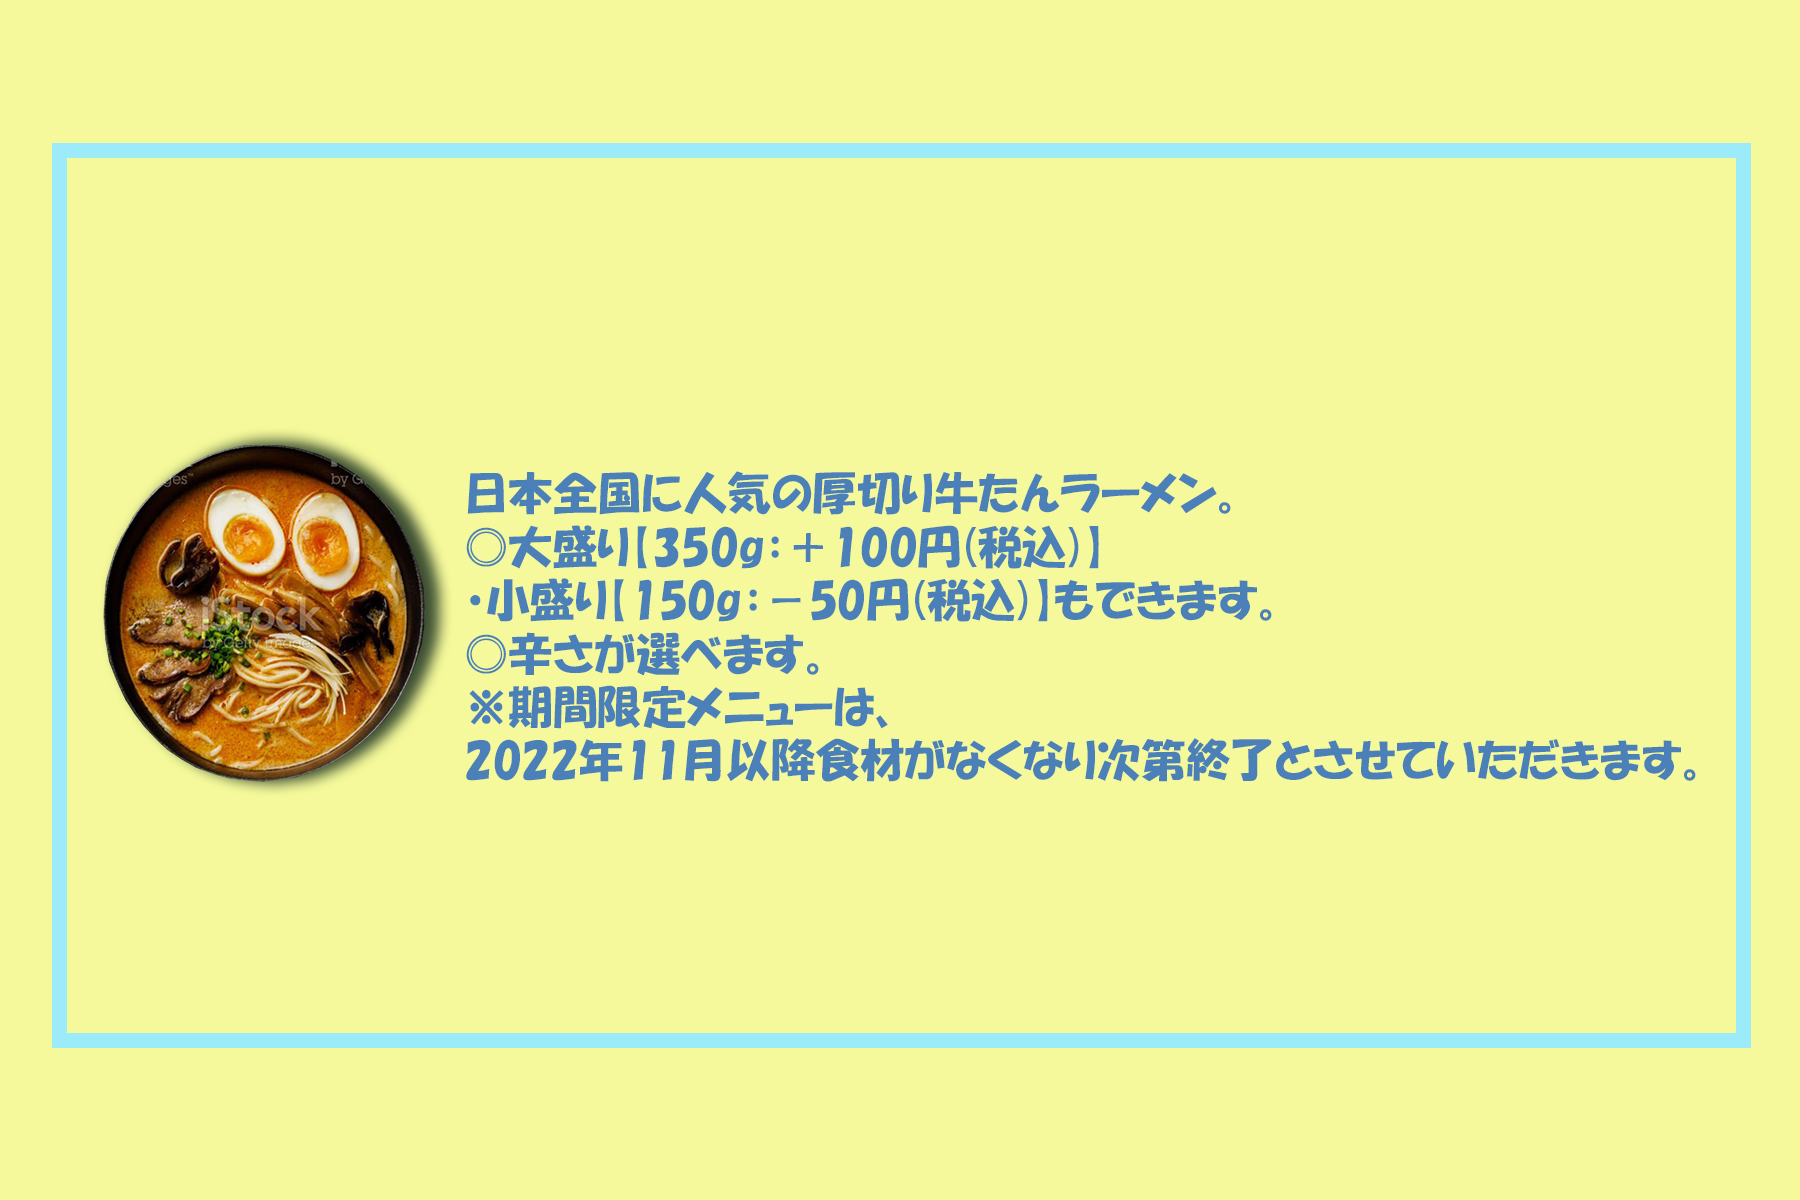 日本全国に人気の厚切り牛たんラーメン。
◎大盛り【350g：＋100円(税込)】
・小盛り【150g：－50円(税込)】もできます。
◎辛さが選べます。
※期間限定メニューは、
2022年11月以降食材がなくなり次第終了とさせていただきます。
iStock
by Getty Images